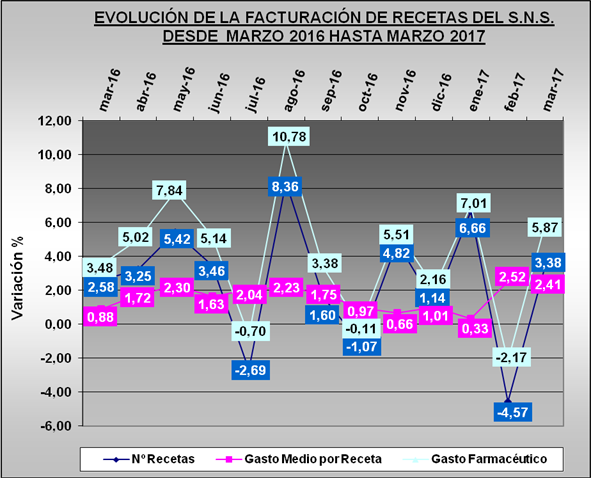 EVOLUCIÓN DE LA FACTURACIÓN DE RECETAS DEL S.N.S.
DESDE MARZO 2016 HASTA MARZO 2017
mar-16 abr-16 may-16 jun-16 jul-16 ago-16 sep-16 oct-16 nov-16 dic-16 ene-17 feb-17 mar-17
Variación %
12,00
10,00
8,00
6,00
4,00
2,00
0,00
-2,00
-4,00
-6,00
3,48 5,02 7,84 5,14 -0,70 10,78 3,38 -0,11 5,51 2,16 7,01 -2,17 5,87
2,58 3,25 5,42 3,46 -2,69 8,36 1,60 -1,07 4,82 1,14 6,66 -4,57 3,38
0,88 1,72 2,30 1,63 2,04 2,23 1,75 0,97 0,66 1,01 0,33 2,52 2,41
Nº Recetas Gasto Medio por Receta Gasto Farmacéutico